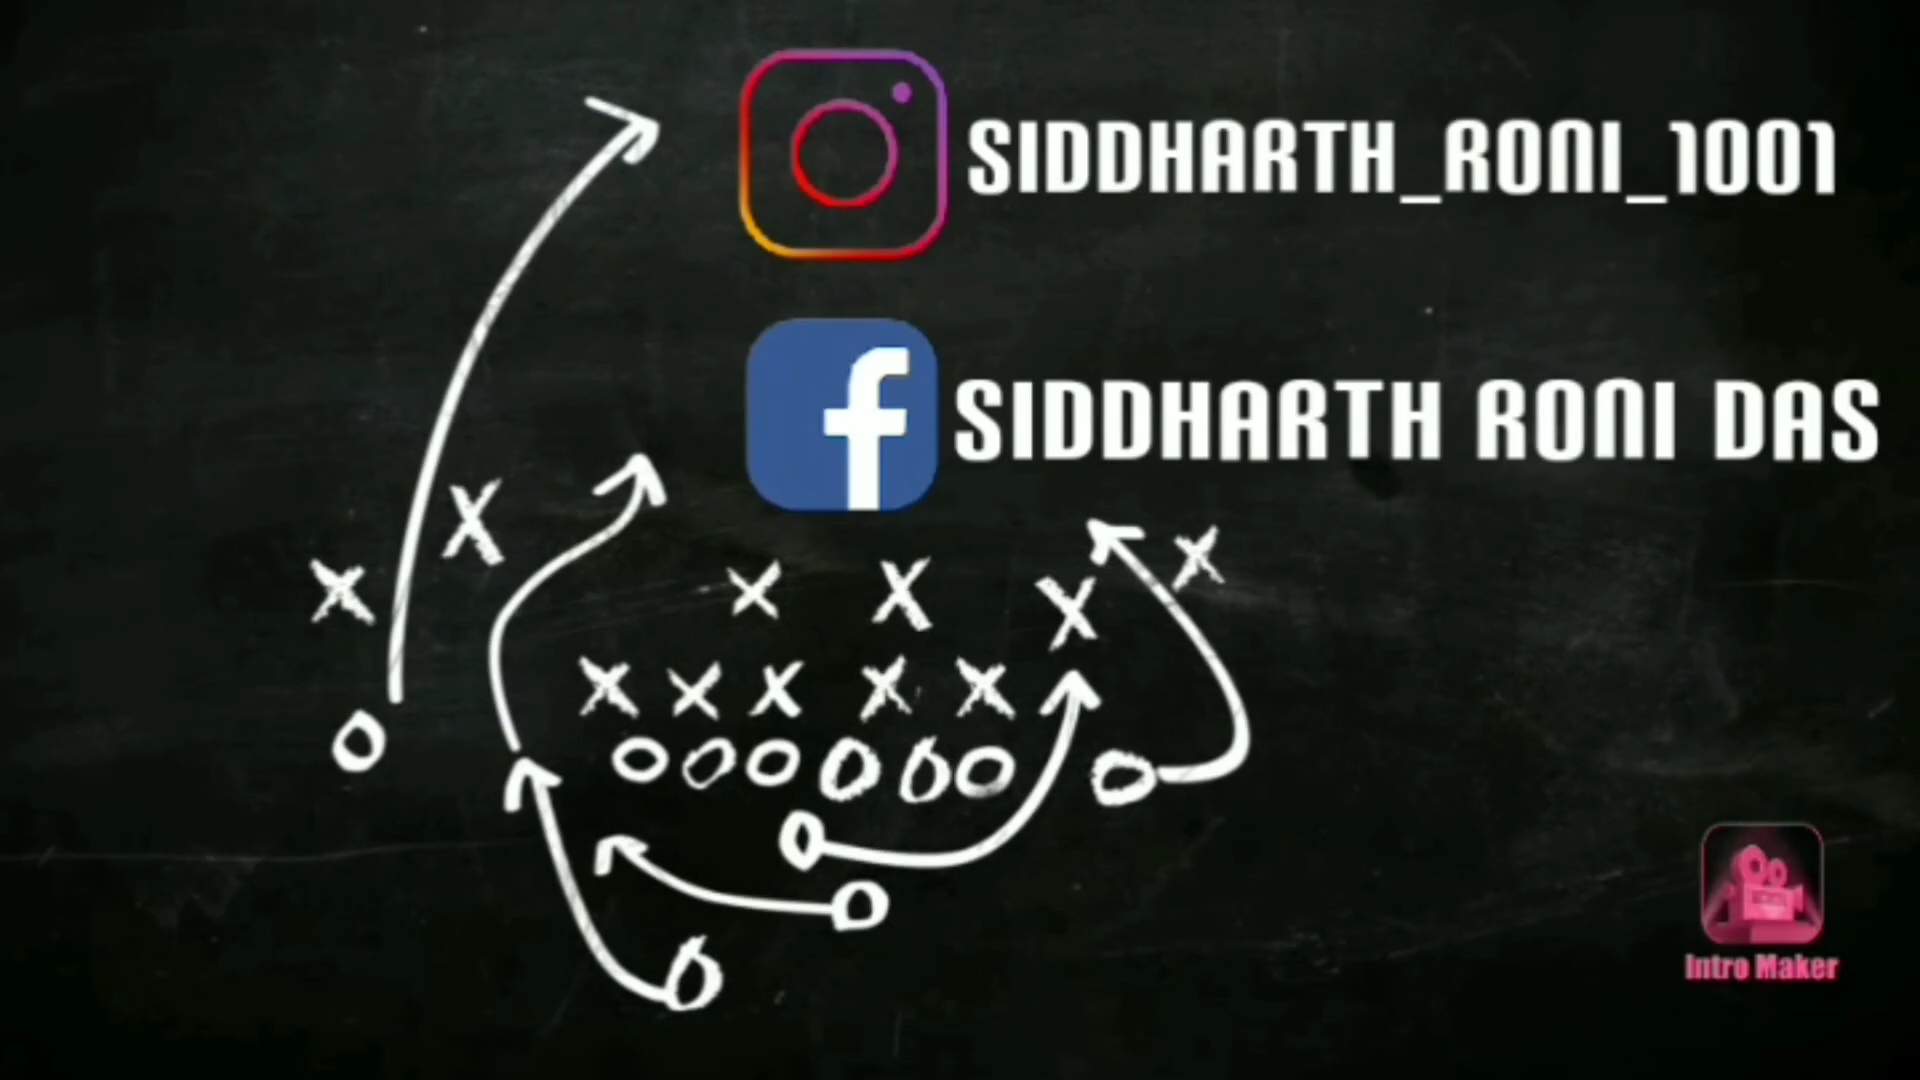 SIDDHARTH_RONI_1001
SIDDHARTH RONI DAS
X X X X X X
X X X X X
O O O O O O O O
O
O
O
Intro Maker